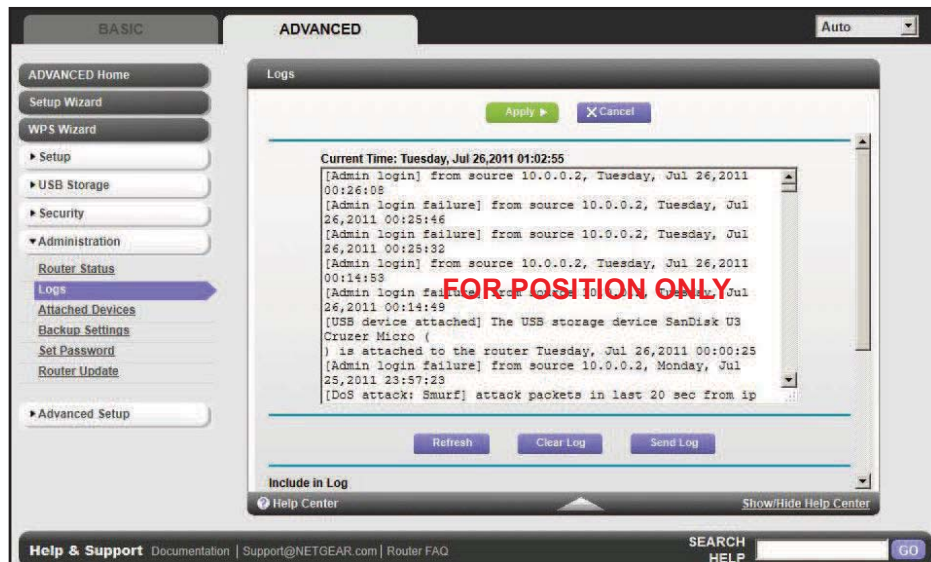 BASIC
ADVANCED
Auto
ADVANCED Home
Setup Wizard
WPS Wizard
Setup
USB Storage
Security
Administration
Router Status
Logs
Attached Devices
Backup Settings
Set Password
Router Update
Advanced Setup
Logs
Apply
X Cancel
Current Time: Tuesday, Jul 26,2011 01:02:55
[Admin login] from source 10.0.0.2, Tuesday, Jul 26,2011
00:26:08
[Admin login failure] from source 10.0.0.2, Tuesday, Jul
26,2011 00:25:46
[Admin login failure] from source 10.0.0.2, Tuesday, Jul
26,2011 00:25:32
[Admin login] from source 10.0.0.2, Tuesday, Jul 26,2011
00:14:53
[Admin login failure] from source 10.0.0.2, Tuesday, Jul
FOR POSITION ONLY
26,2011 00:14:49
[USB device attached] The USB storage device SanDisk U3
Cruzer Micro (
) is attached to the router Tuesday, Jul 26,2011 00:00:25
[Admin login failure] from source 10.0.0.2, Monday, Jul
25,2011 23:57:23
[DoS attack: Smurf] attack packets in last 20 sec from ip
Refresh
Clear Log
Send Log
Include in Log
Help Center
Show/Hide Help Center
Help & Support Documentation | Support@NETGEAR.com | Router FAQ
SEARCH
HELP
GO